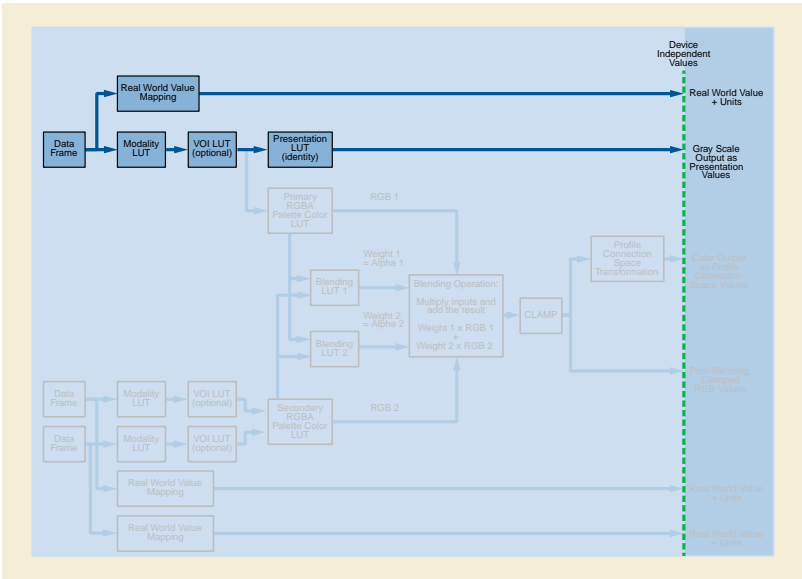 Device
Independent
Values
Real World Value
Mapping
Real World Value
+ Units
Data
Frame
Modality
LUT
VOI LUT
(optional)
Presentation
LUT
(identity)
Gray Scale
Output as
Presentation
Values
Primary
RGBA
Palette Color
LUT
RGB 1
Weight 1
= Alpha 1
Blending
LUT 1
Weight 2
= Alpha 2
Blending
LUT 2
Blending Operation:
Multiply inputs and
add the result
Weight 1 x RGB 1
+
Weight 2 x RGB 2
CLAMP
Profile
Connection
Space
Transformation
Color Output
as Profile
Connection
Space Values
Post-Blending,
Clamped
RGB Values
Data
Frame
Modality
LUT
VOI LUT
(optional)
Secondary
RGBA
Palette Color
LUT
RGB 2
Data
Frame
Modality
LUT
VOI LUT
(optional)
Real World Value
Mapping
Real World Value
+ Units
Real World Value
Mapping
Real World Value
+ Units